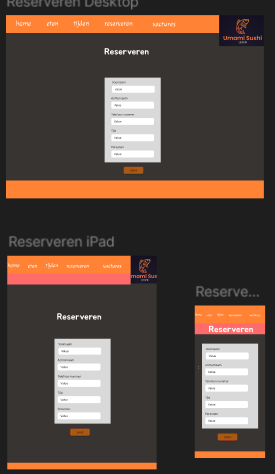 Reserveren Desktop
home eten tijden reserveren vactures
Umami Sushi
Reserveren
Voornaam
Value
Achternaam
Value
Telefoon nummer
Value
Tijd
Value
Personen
Value
Reserveren iPad
home eten tijden reserveren vactures
Umami Sushi
Reserveren
Voornaam
Value
Achternaam
Value
Telefoon nummer
Value
Tijd
Value
Personen
Value
Reserve...
Reserveren
Voornaam
Value
Achternaam
Value
Telefoon nummer
Value
Tijd
Value
Personen
Value